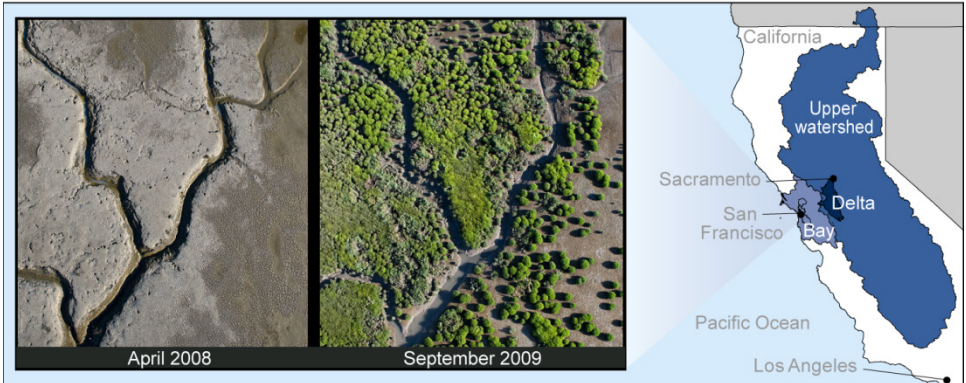 April 2008
September 2009
California
Upper
watershed
Sacramento
Delta
San
Francisco
Bay
Pacific Ocean
Los Angeles